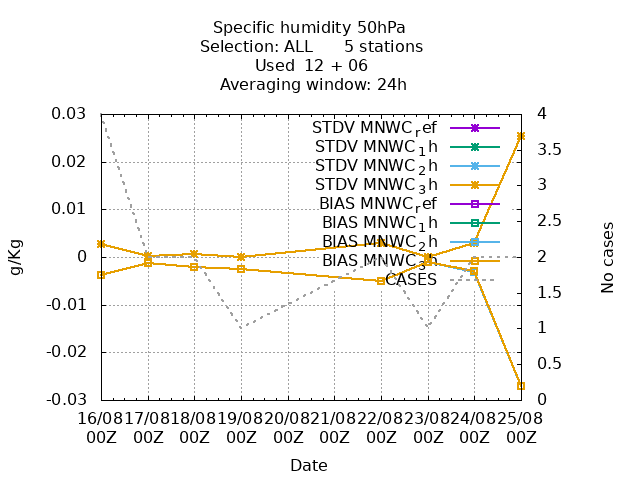 Specific humidity 50hPa
Selection: ALL 5 stations
Used 12 + 06
Averaging window: 24h
0.03
0.02
0.01
0
-0.01
-0.02
-0.03
g/Kg
4
3.5
3
2.5
2
1.5
1
0.5
0
No cases
STDV MNWC_ref
STDV MNWC_1h
STDV MNWC_2h
STDV MNWC_3h
BIAS MNWC_ref
BIAS MNWC_1h
BIAS MNWC_2h
BIAS MNWC_3h
CASES
16/08 17/08 18/08 19/08 20/08 21/08 22/08 23/08 24/08 25/08
00Z 00Z 00Z 00Z 00Z 00Z 00Z 00Z 00Z 00Z
Date